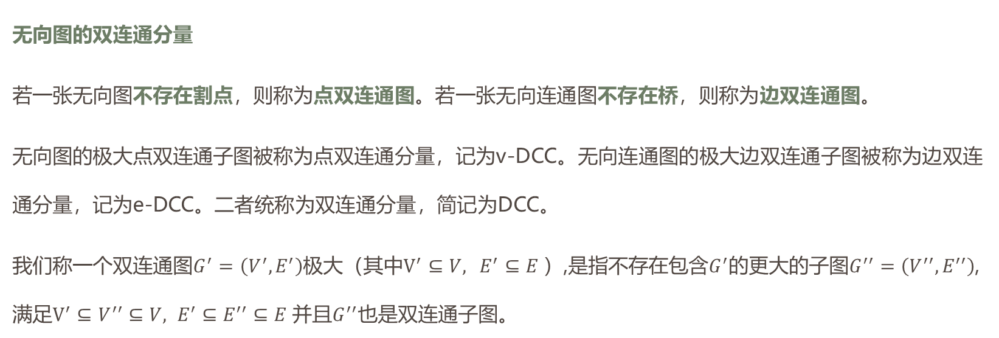 无向图的双连通分量
若一张无向图不存在割点，则称为点双连通图。若一张无向连通图不存在桥，则称为边双连通图。
无向图的极大点双连通子图被称为点双连通分量，记为v-DCC。无向连通图的极大边双连通子图被称为边双连
通分量，记为e-DCC。二者统称为双连通分量，简记为DCC。
我们称一个双连通图G′ = (V′, E′)极大（其中V′ ⊆ V，E′ ⊆ E ）,是指不存在包含G′的更大的子图G′′ = (V′′, E′′),
满足V′ ⊆ V′′ ⊆ V, E′ ⊆ E′′ ⊆ E 并且G′′也是双连通子图。